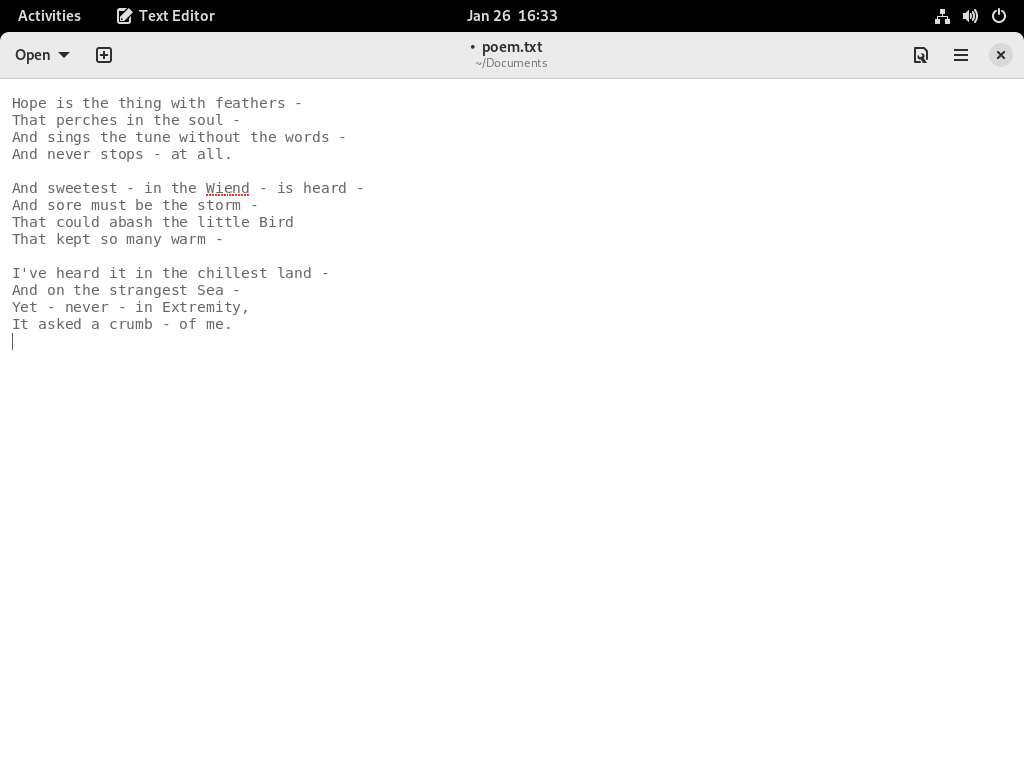 Activities
Text Editor
Jan 26 16:33
Open
• poem.txt
~/Documents
Hope is the thing with feathers -
That perches in the soul -
And sings the tune without the words -
And never stops - at all.
And sweetest - in the Wiend - is heard -
And sore must be the storm -
That could abash the little Bird
That kept so many warm -
I've heard it in the chillest land -
And on the strangest Sea -
Yet - never - in Extremity,
It asked a crumb - of me.